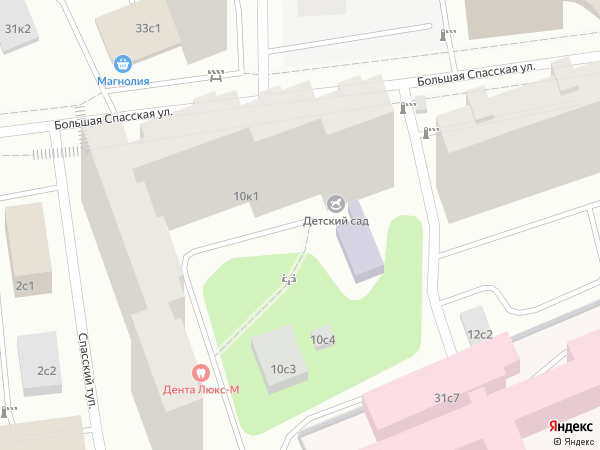 31к2
33с1
Магнолия
Большая Спасская ул.
Большая Спасская ул.
10к1
Детский сад
2с1
Спасский туп.
2с2
10с3
10с4
12с2
Дента Люкс-М
31с7
Яндекс
© Яндекс